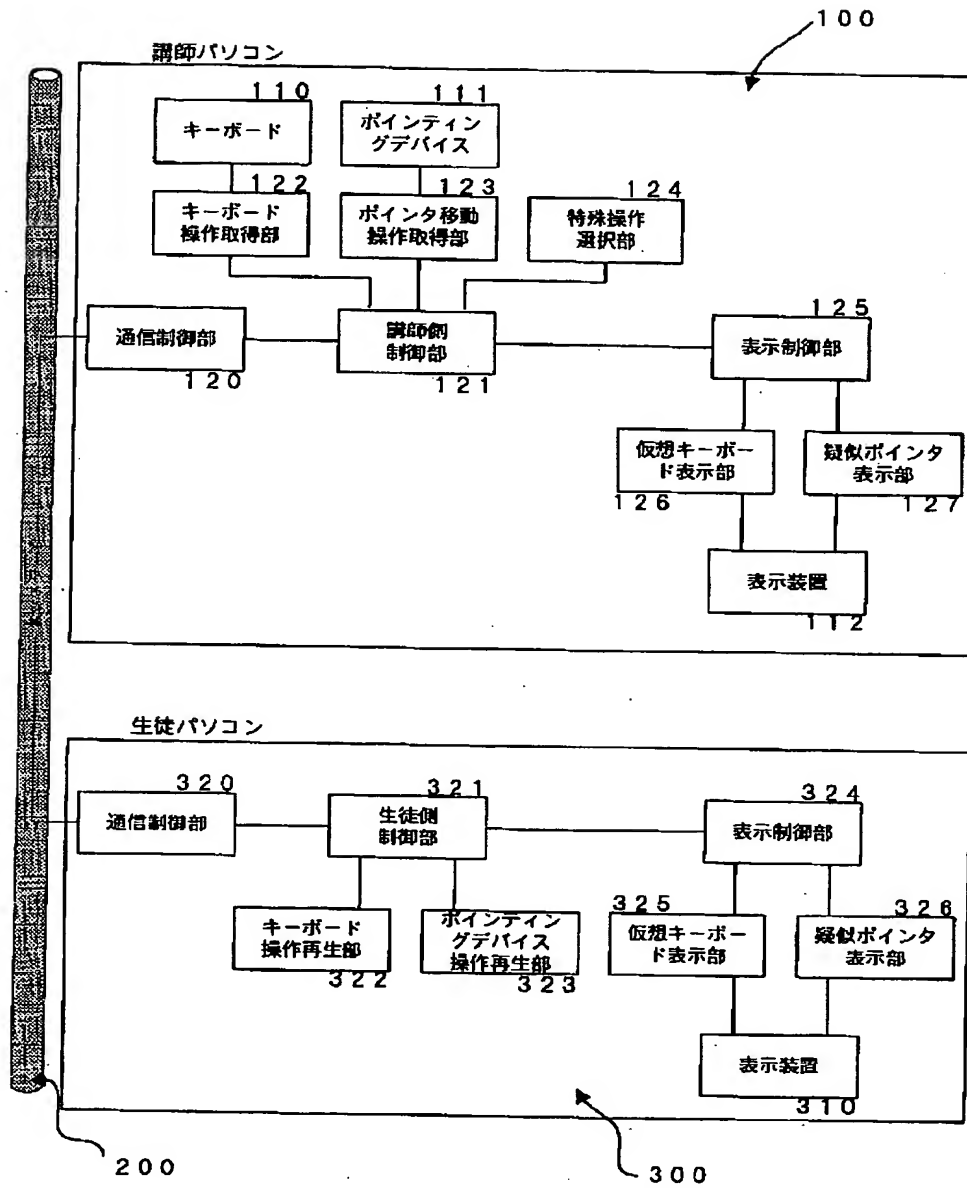 100
講師パソコン
110
キーボード
111
ポインティン
グデバイス
122
キーボード
操作取得部
123
ポインタ移動
操作取得部
124
特殊操作
選択部
通信制御部
120
講師側
制御部
121
125
表示制御部
仮想キーボー
ド表示部
126
疑似ポインタ
表示部
127
表示装置
112
生徒パソコン
320
通信制御部
321
生徒側
制御部
324
表示制御部
キーボード
操作再生部
322
ポインティン
グデバイス
操作再生部
323
325
仮想キーボー
ド表示部
326
疑似ポインタ
表示部
表示装置
310
200
300